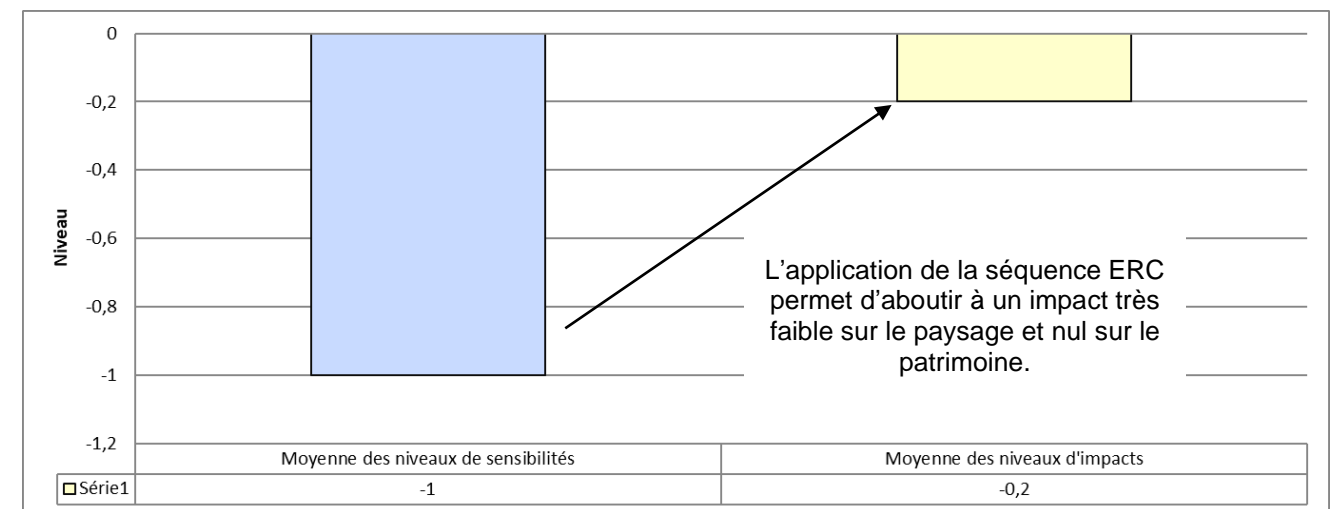 0
-0,2
-0,4
-0,6
-0,8
-1
-1,2
Niveau
L'application de la séquence ERC
permet d'aboutir à un impact très
faible sur le paysage et nul sur le
patrimoine.
Moyenne des niveaux de sensibilités Moyenne des niveaux d'impacts
Série1 -1 -0,2